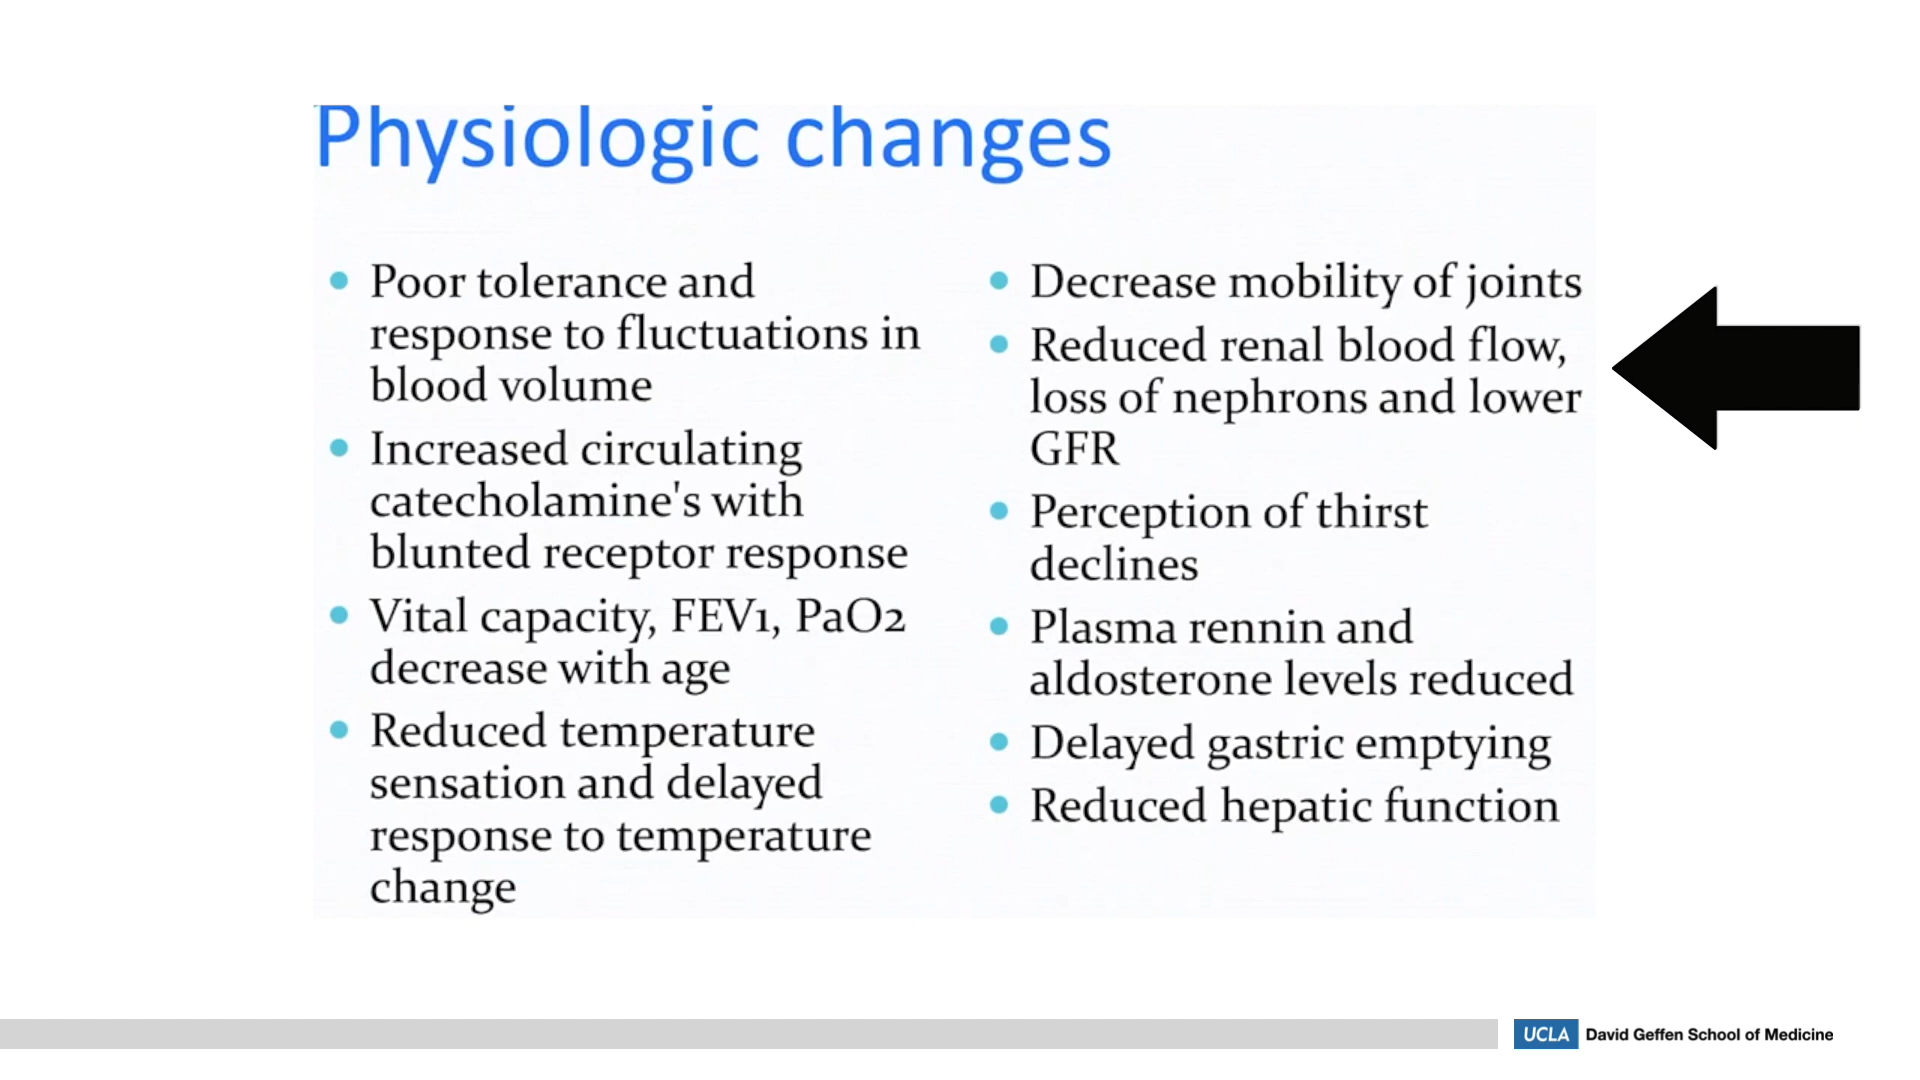 Physiologic changes
Poor tolerance and
response to fluctuations in
blood volume
Increased circulating
catecholamine's with
blunted receptor response
Vital capacity, FEV1, PaO2
decrease with age
Reduced temperature
sensation and delayed
response to temperature
change
Decrease mobility of joints
Reduced renal blood flow,
loss of nephrons and lower
GFR
Perception of thirst
declines
Plasma rennin and
aldosterone levels reduced
Delayed gastric emptying
Reduced hepatic function
UCLA David Geffen School of Medicine